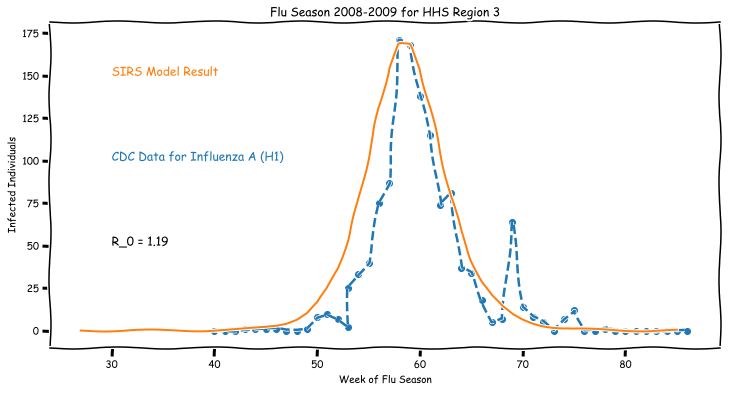 Flu Season 2008-2009 for HHS Region 3
175
150
125
100
75
50
25
0
Infected Individuals
SIRS Model Result
CDC Data for Influenza A (H1)
R_0 = 1.19
30
40
50
60
70
80
Week of Flu Season